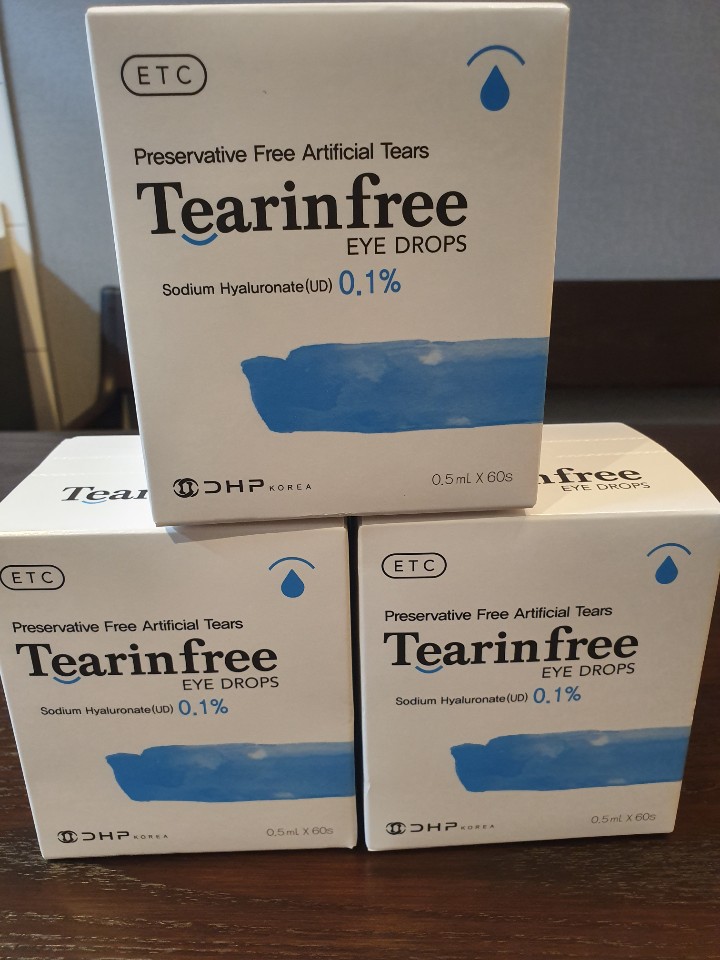 ETC
Preservative Free Artificial Tears
Tearinfree
EYE DROPS
Sodium Hyaluronate(UD) 0.1%
DHP KOREA
0.5mL X 60s
Tear
nfree
EYE DROPS
ETC
Preservative Free Artificial Tears
Tearinfree
EYE DROPS
Sodium Hyaluronate(UD) 0.1%
DHP KOREA
0.5mL X 60s
ETC
Preservative Free Artificial Tears
Tearinfree
EYE DROPS
Sodium Hyaluronate(UD) 0.1%
DHP KOREA
0.5mL X 60s